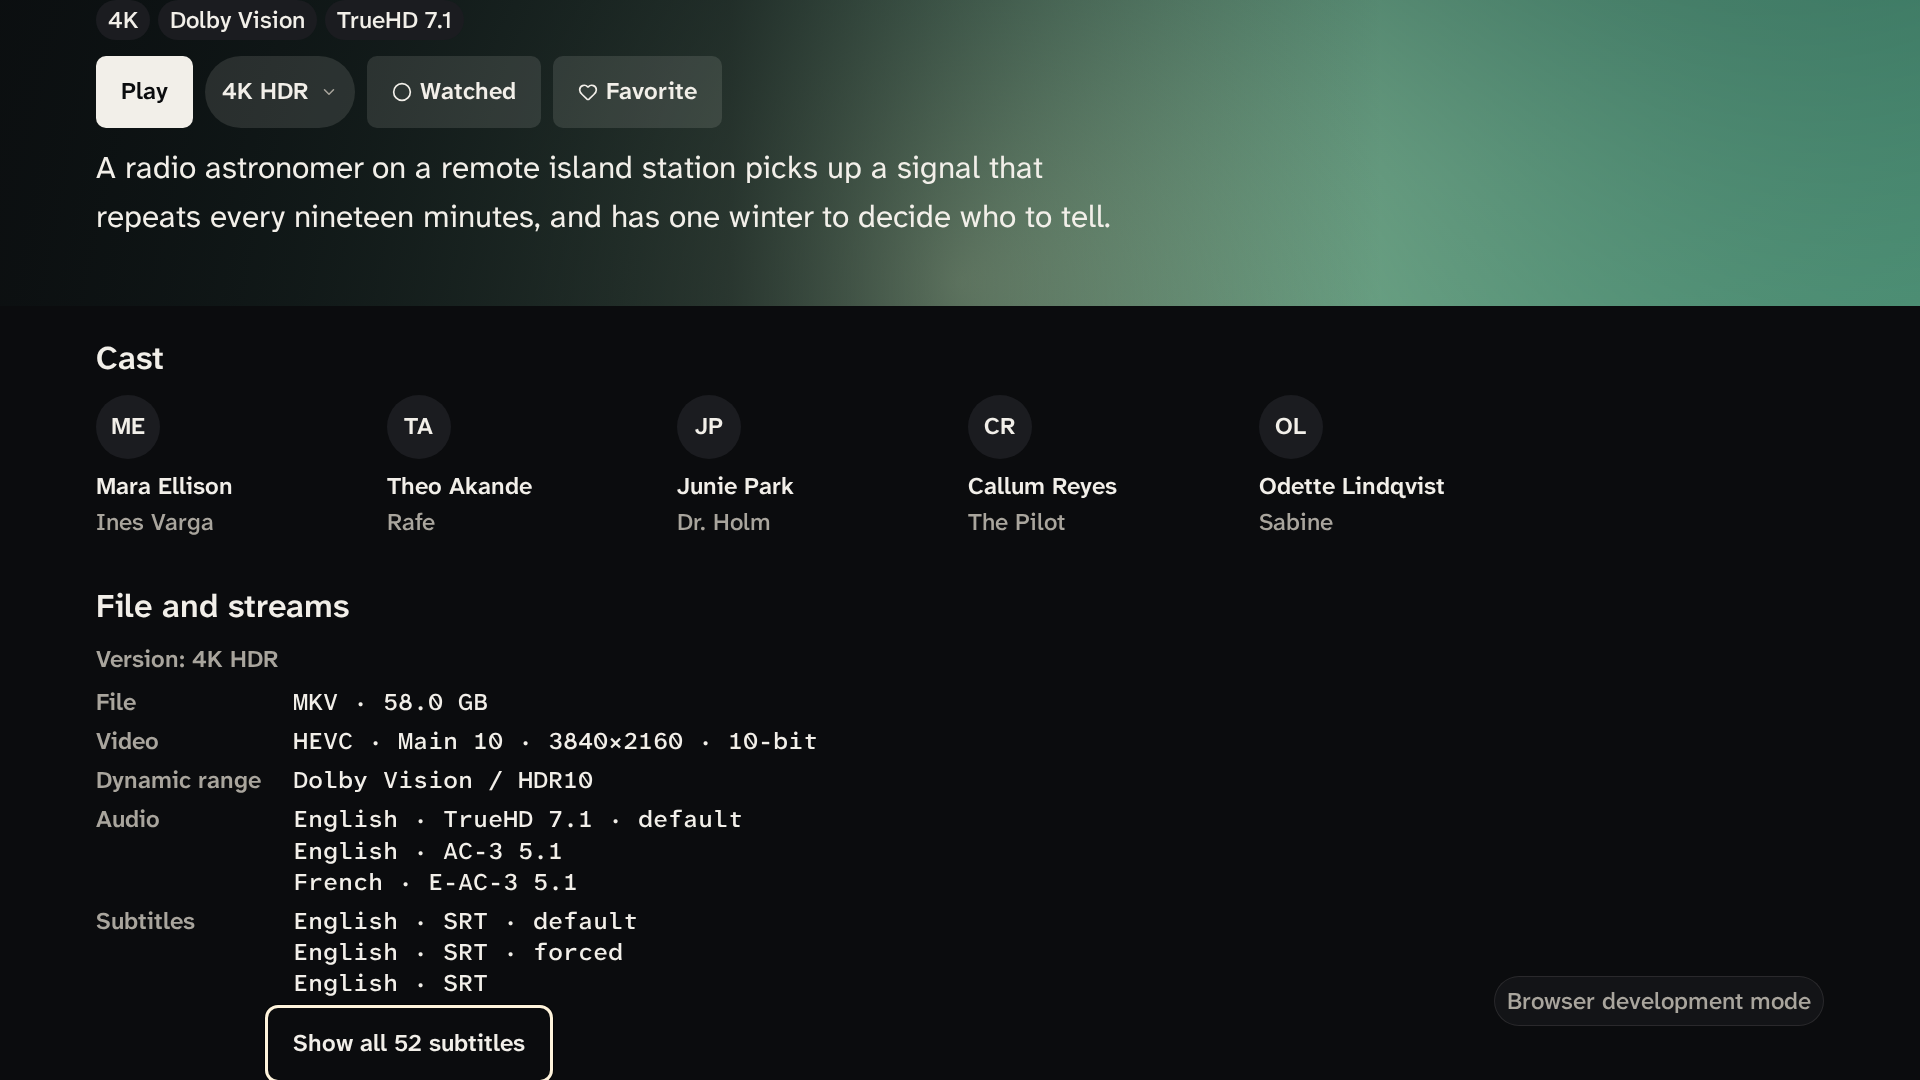 4K Dolby Vision TrueHD 7.1
Play 4K HDR Watched Favorite
A radio astronomer on a remote island station picks up a signal that
repeats every nineteen minutes, and has one winter to decide who to tell.
Cast
ME TA JP CR OL
Mara Ellison Theo Akande Junie Park Callum Reyes Odette Lindqvist
Ines Varga Rafe Dr. Holm The Pilot Sabine
File and streams
Version: 4K HDR
File MKV · 58.0 GB
Video HEVC · Main 10 · 3840×2160 · 10-bit
Dynamic range Dolby Vision / HDR10
Audio English · TrueHD 7.1 · default
English · AC-3 5.1
French · E-AC-3 5.1
Subtitles English · SRT · default
English · SRT · forced
English · SRT
Browser development mode
Show all 52 subtitles